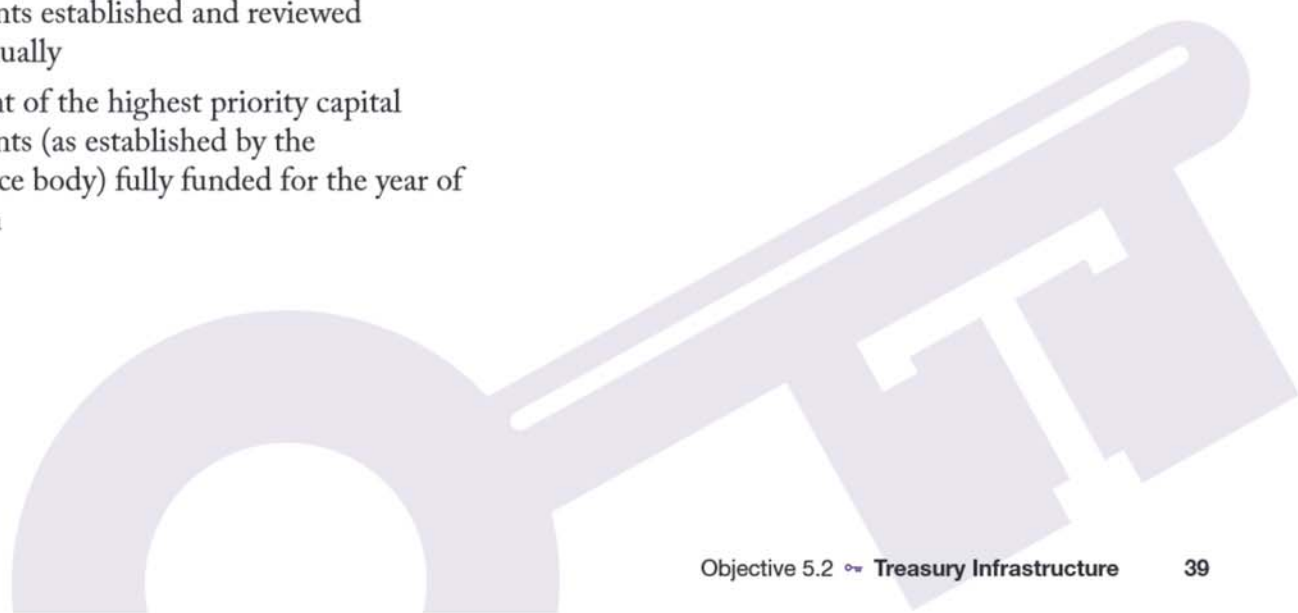 nts established and reviewed
ually
nt of the highest priority capital
nts (as established by the
ce body) fully funded for the year of
Objective 5.2 Treasury Infrastructure 39